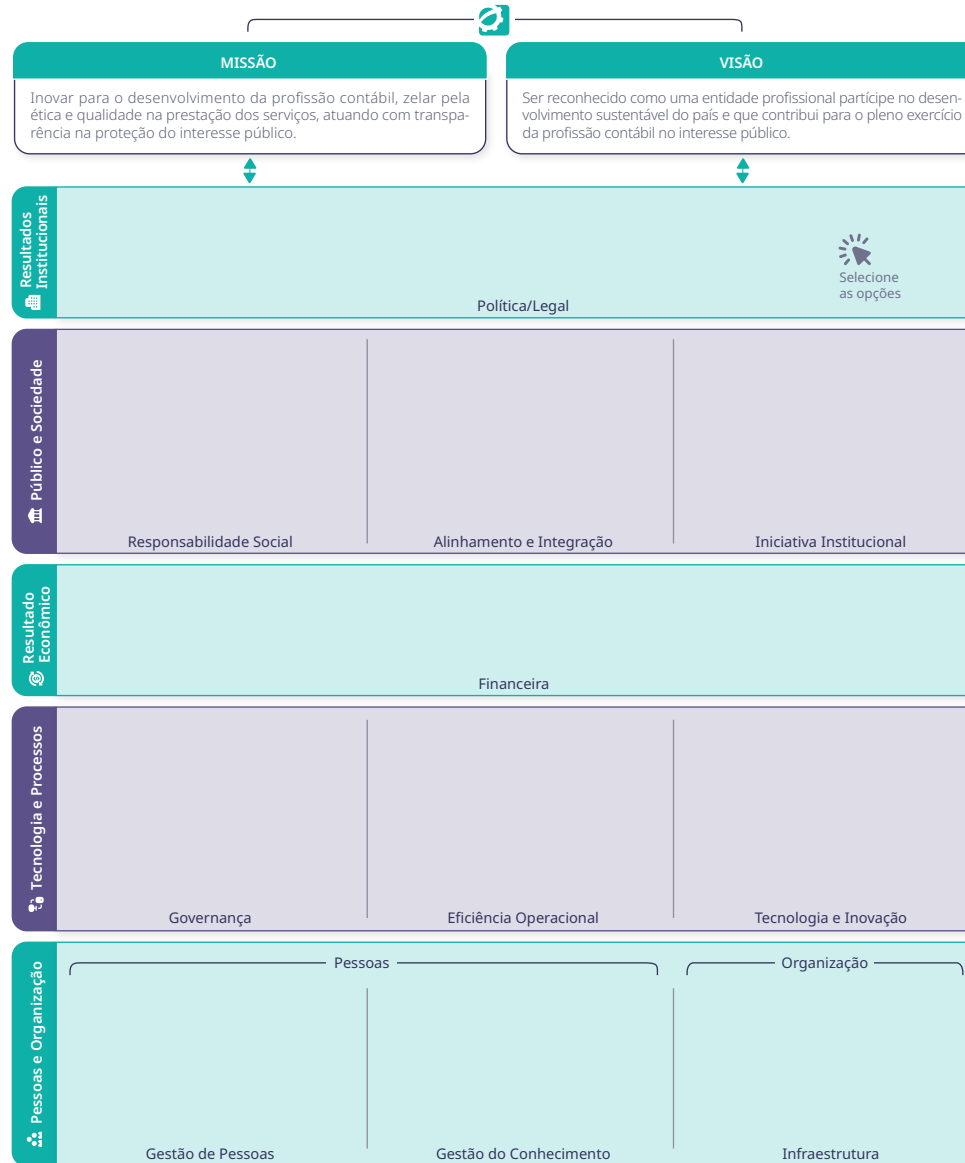 MISSÃO
Inovar para o desenvolvimento da profissão contábil, zelar pela
ética e qualidade na prestação dos serviços, atuando com transpa-
rência na proteção do interesse público.
VISÃO
Ser reconhecido como uma entidade profissional partícipe no desen-
volvimento sustentável do país e que contribui para o pleno exercício
da profissão contábil no interesse público.
Resultados
Institucionais
Selecione
as opções
Política/Legal
Público e Sociedade
Responsabilidade Social
Alinhamento e Integração
Iniciativa Institucional
Resultado
Econômico
Financeira
Tecnologia e Processos
Governança
Eficiência Operacional
Tecnologia e Inovação
Pessoas e Organização
Pessoas
Organização
Gestão de Pessoas
Gestão do Conhecimento
Infraestrutura